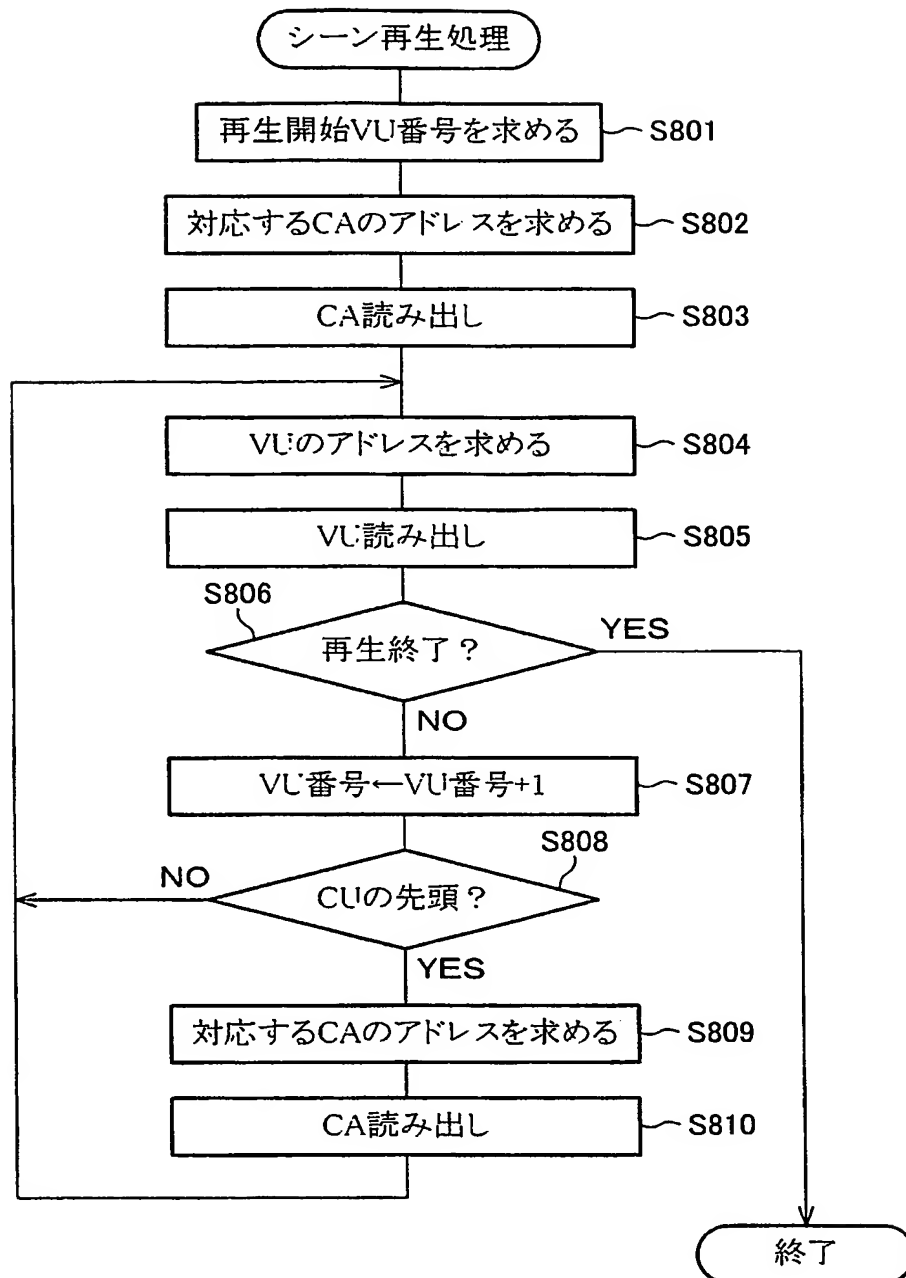 シーン再生処理
再生開始VU番号を求める
S801
対応するCAのアドレスを求める
S802
CA読み出し
S803
VUのアドレスを求める
S804
VU読み出し
S805
S806
再生終了?
YES
NO
VU番号←VU番号+1
S807
S808
NO
CUの先頭?
YES
対応するCAのアドレスを求める
S809
CA読み出し
S810
終了